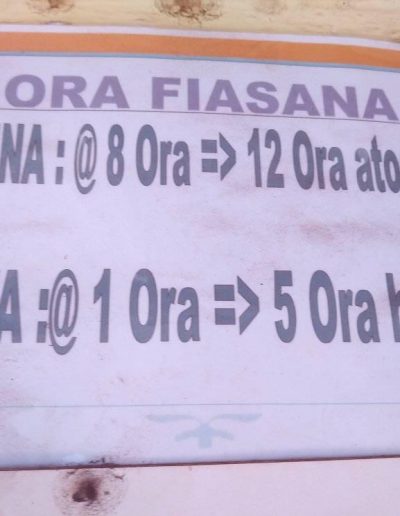 ORA FIASANA
NA : @ 8 Ora => 12 Ora ato
A :@ 1 Ora => 5 Ora h